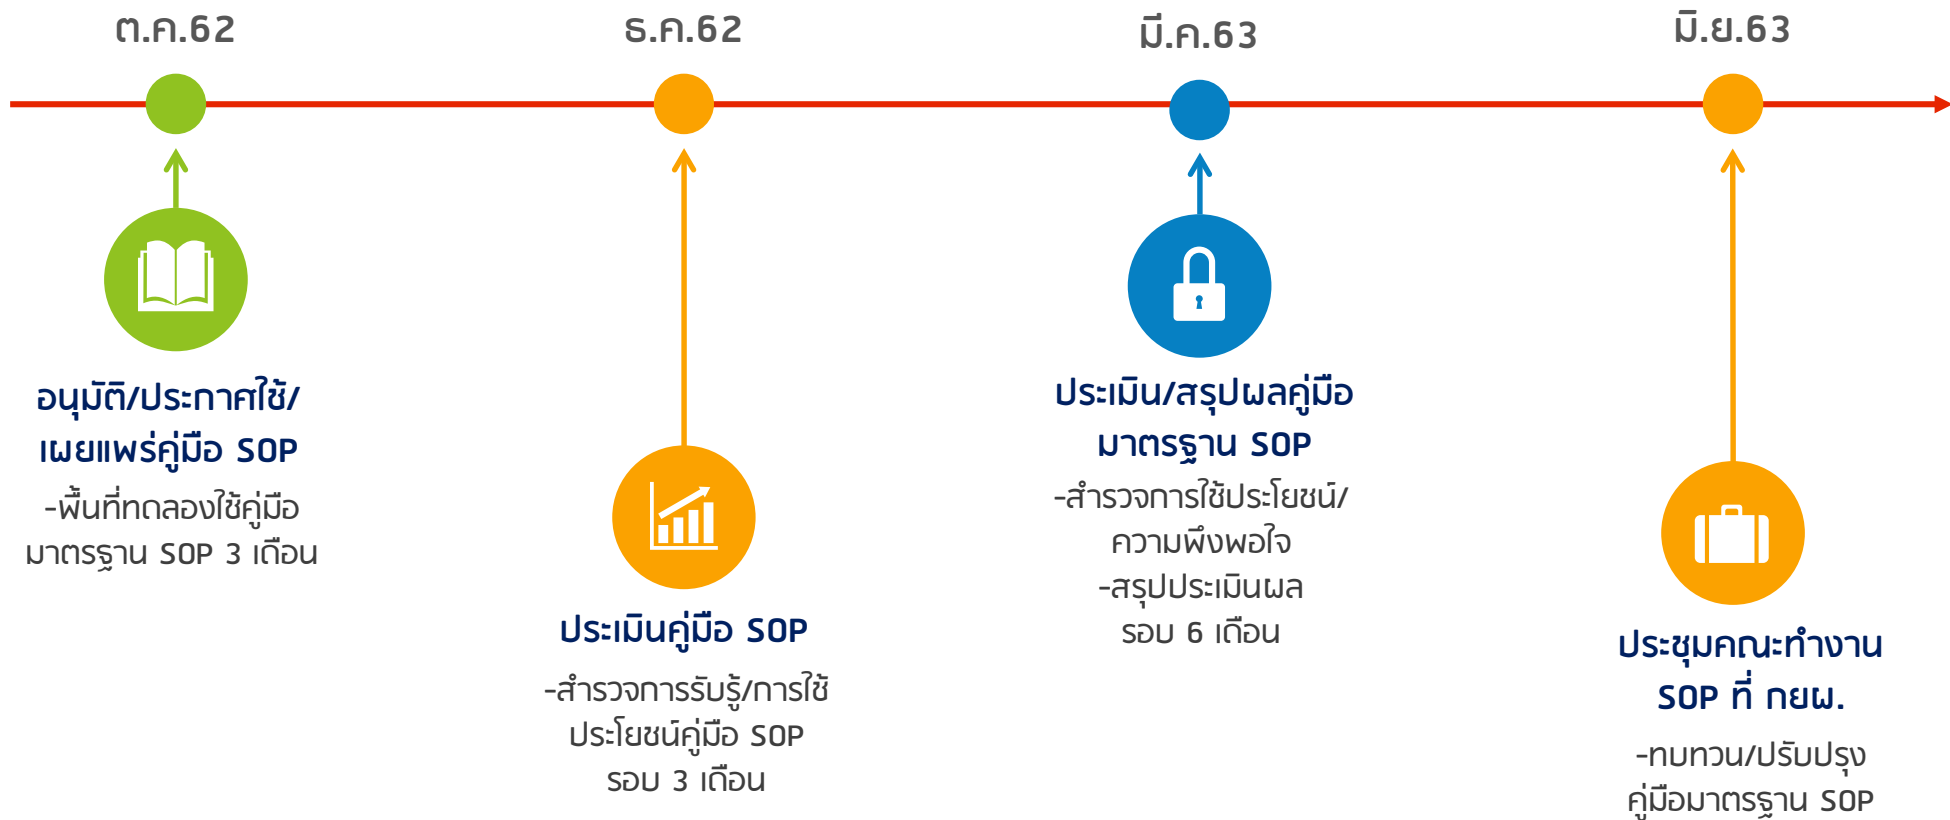 ต.ค.62
ธ.ค.62
มี.ค.63
มิ.ย.63
อนุมัติ/ประกาศใช้/
เผยแพร่คู่มือ SOP
-พื้นที่ทดลองใช้คู่มือ
มาตรฐาน SOP 3 เดือน
ประเมินคู่มือ SOP
-สำรวจการรับรู้/การใช้
ประโยชน์คู่มือ SOP
รอบ 3 เดือน
ประเมิน/สรุปผลคู่มือ
มาตรฐาน SOP
-สำรวจการใช้ประโยชน์/
ความพึงพอใจ
-สรุปประเมินผล
รอบ 6 เดือน
ประชุมคณะทำงาน
SOP ที่ กยผ.
-ทบทวน/ปรับปรุง
คู่มือมาตรฐาน SOP